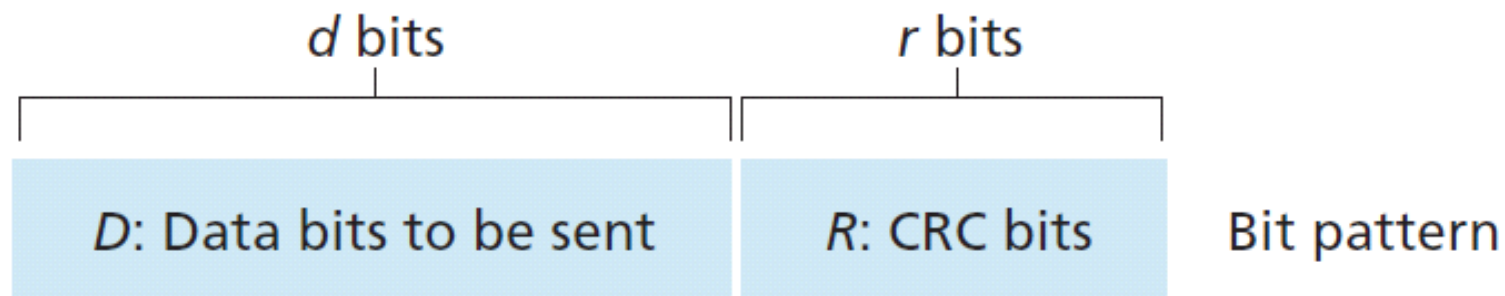 d bits r bits
D: Data bits to be sent R: CRC bits Bit pattern